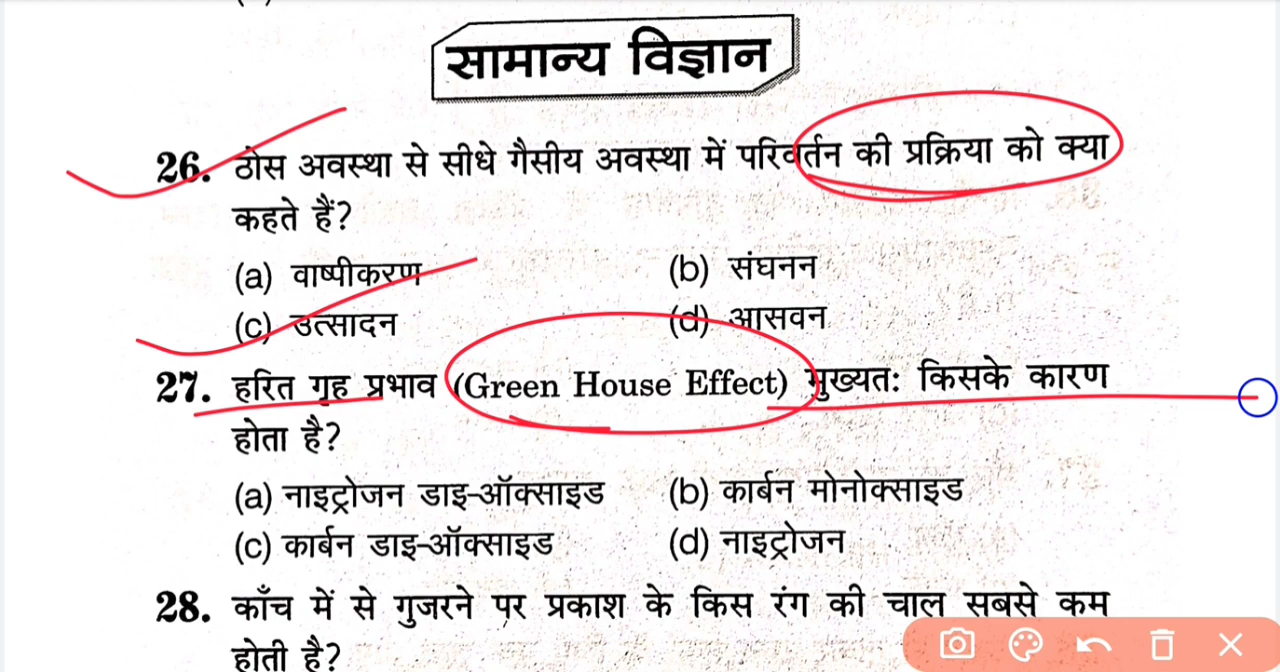 सामान्य विज्ञान
26. ठोस अवस्था से सीधे गैसीय अवस्था में परिवर्तन की प्रक्रिया को क्या
कहते हैं?
(a) वाष्पीकरण (b) संघनन
(c) उत्सादन (d) आसवन
27. हरित गृह प्रभाव (Green House Effect) मुख्यतः किसके कारण
होता है?
(a) नाइट्रोजन डाइ-ऑक्साइड (b) कार्बन मोनोक्साइड
(c) कार्बन डाइ-ऑक्साइड (d) नाइट्रोजन
28. काँच में से गुजरने पर प्रकाश के किस रंग की चाल सबसे कम
होती है?